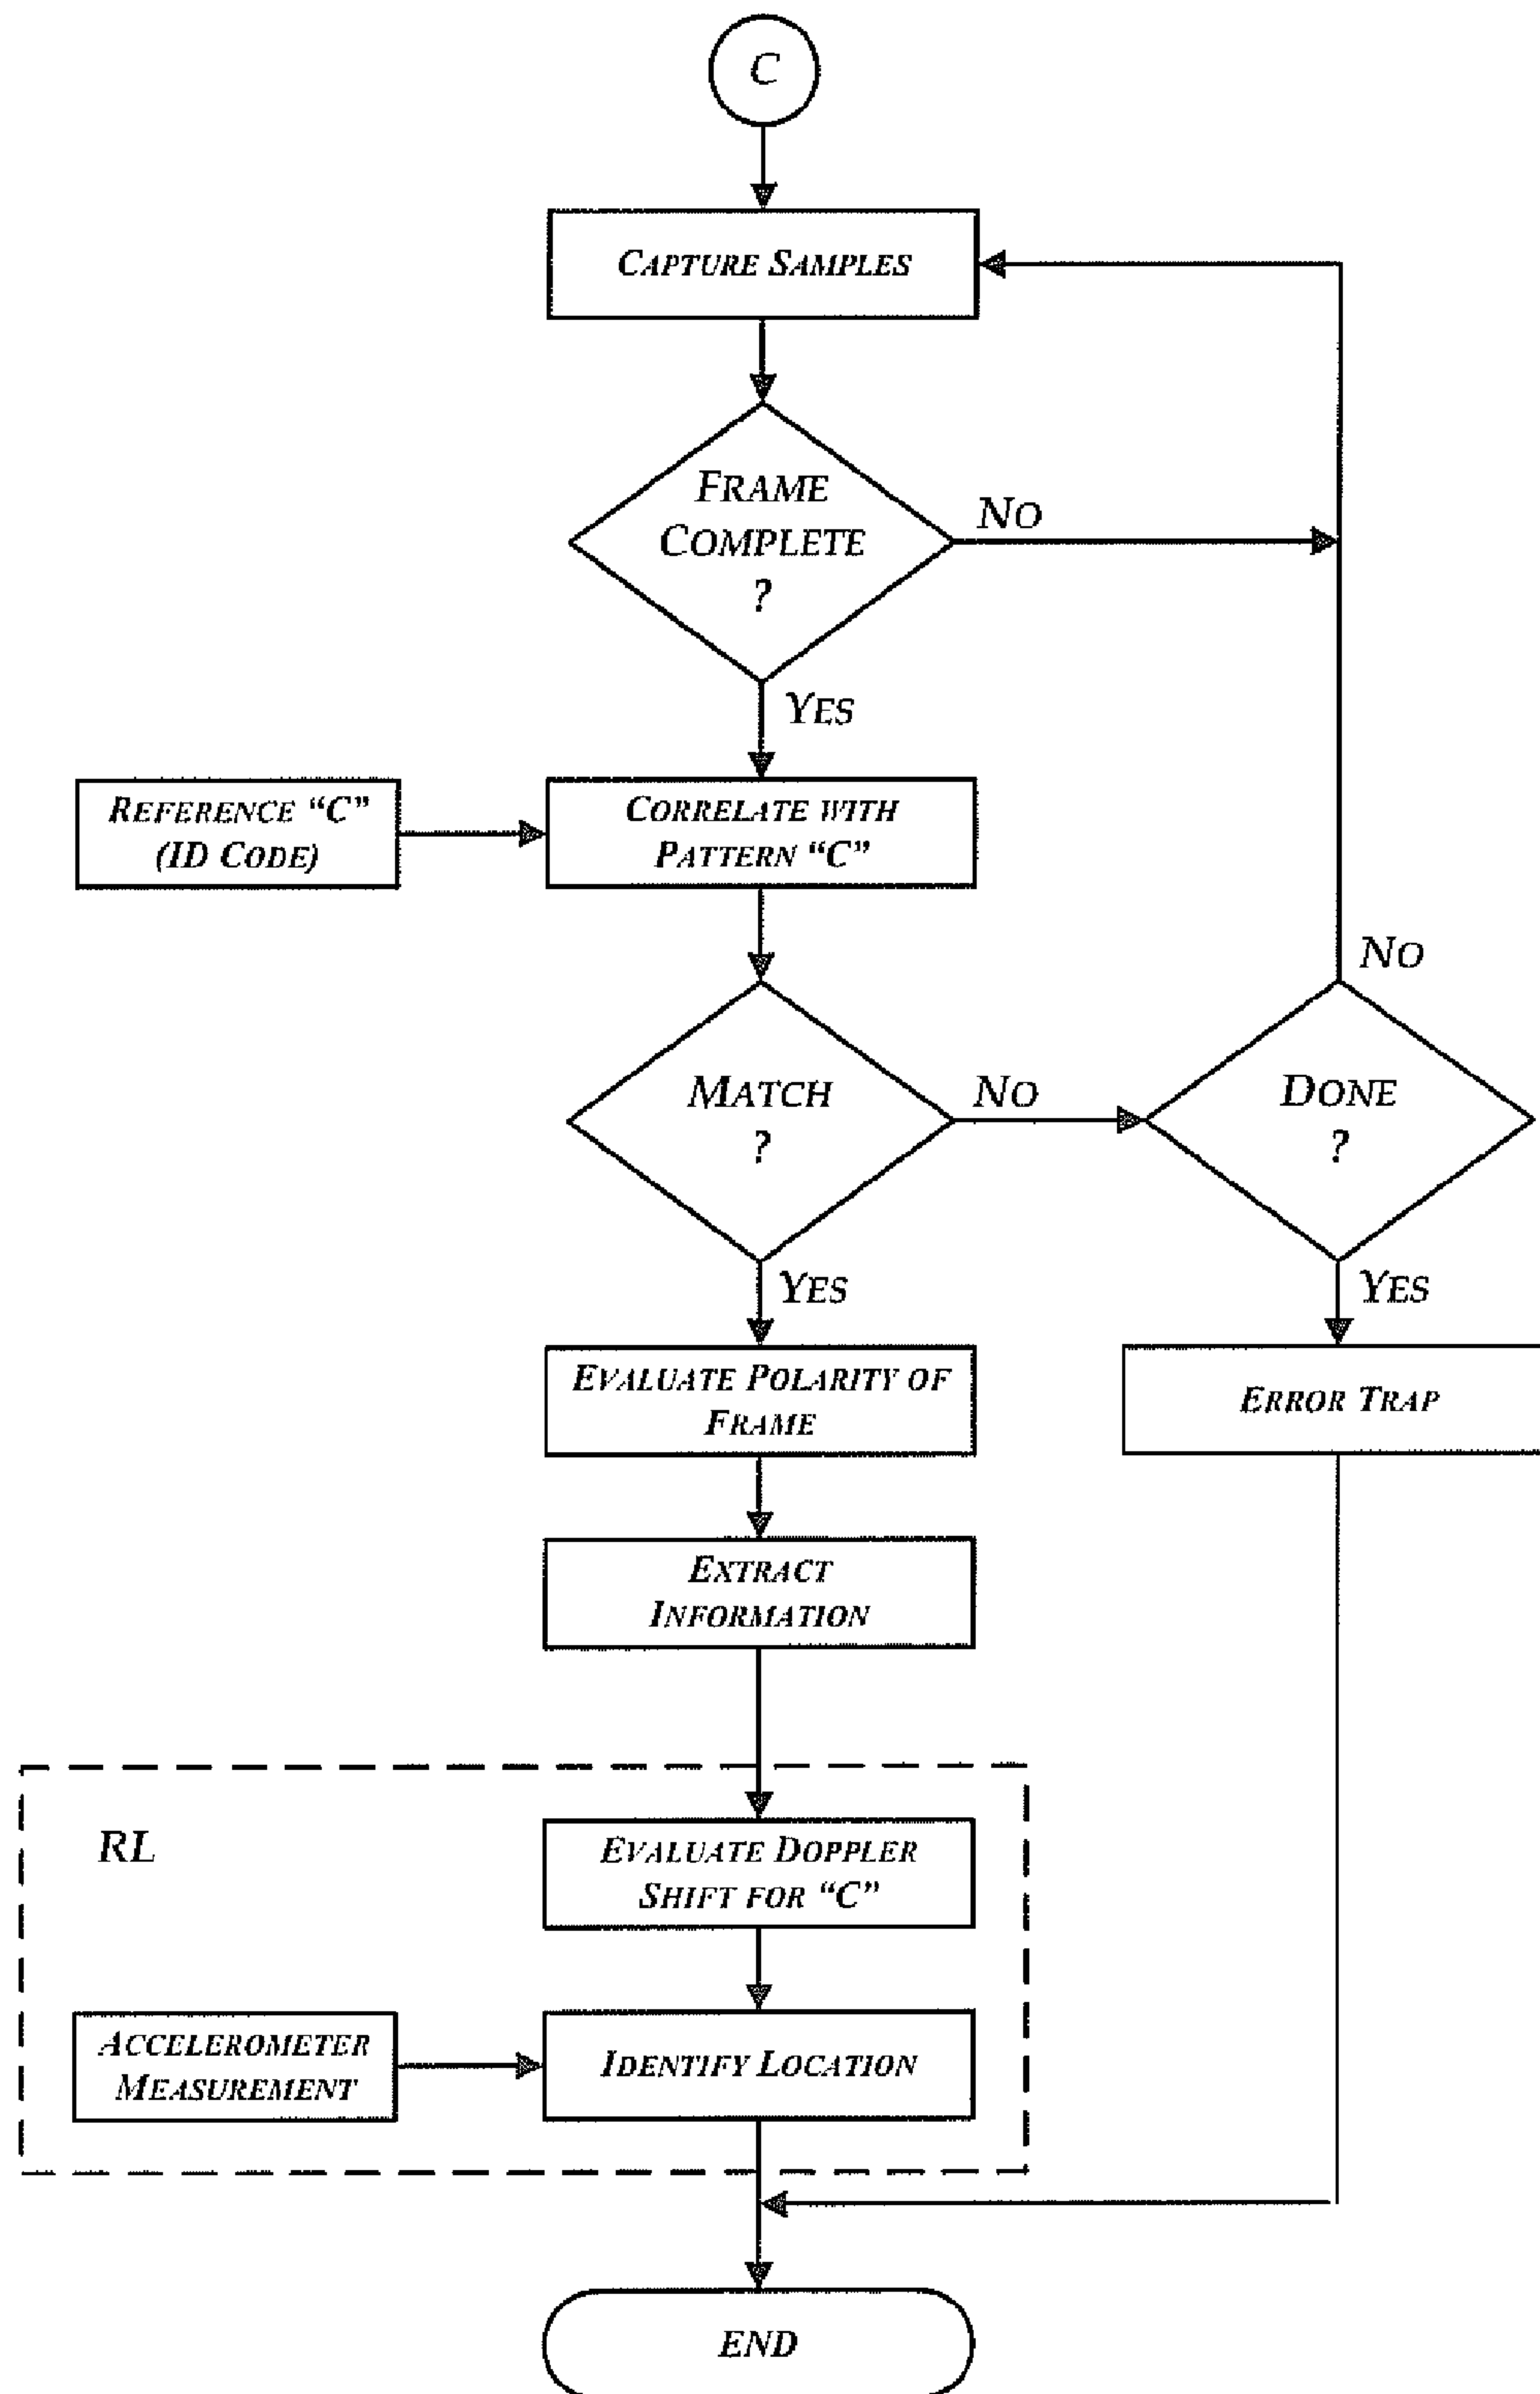 C
CAPTURE SAMPLES
FRAME
COMPLETE
?
NO
YES
REFERENCE “C”
(ID CODE)
CORRELATE WITH
PATTERN “C”
NO
MATCH
?
NO
DONE
?
YES
YES
EVALUATE POLARITY OF
FRAME
ERROR TRAP
EXTRACT
INFORMATION
RL
EVALUATE DOPPLER
SHIFT FOR “C”
ACCELEROMETER
MEASUREMENT
IDENTIFY LOCATION
END